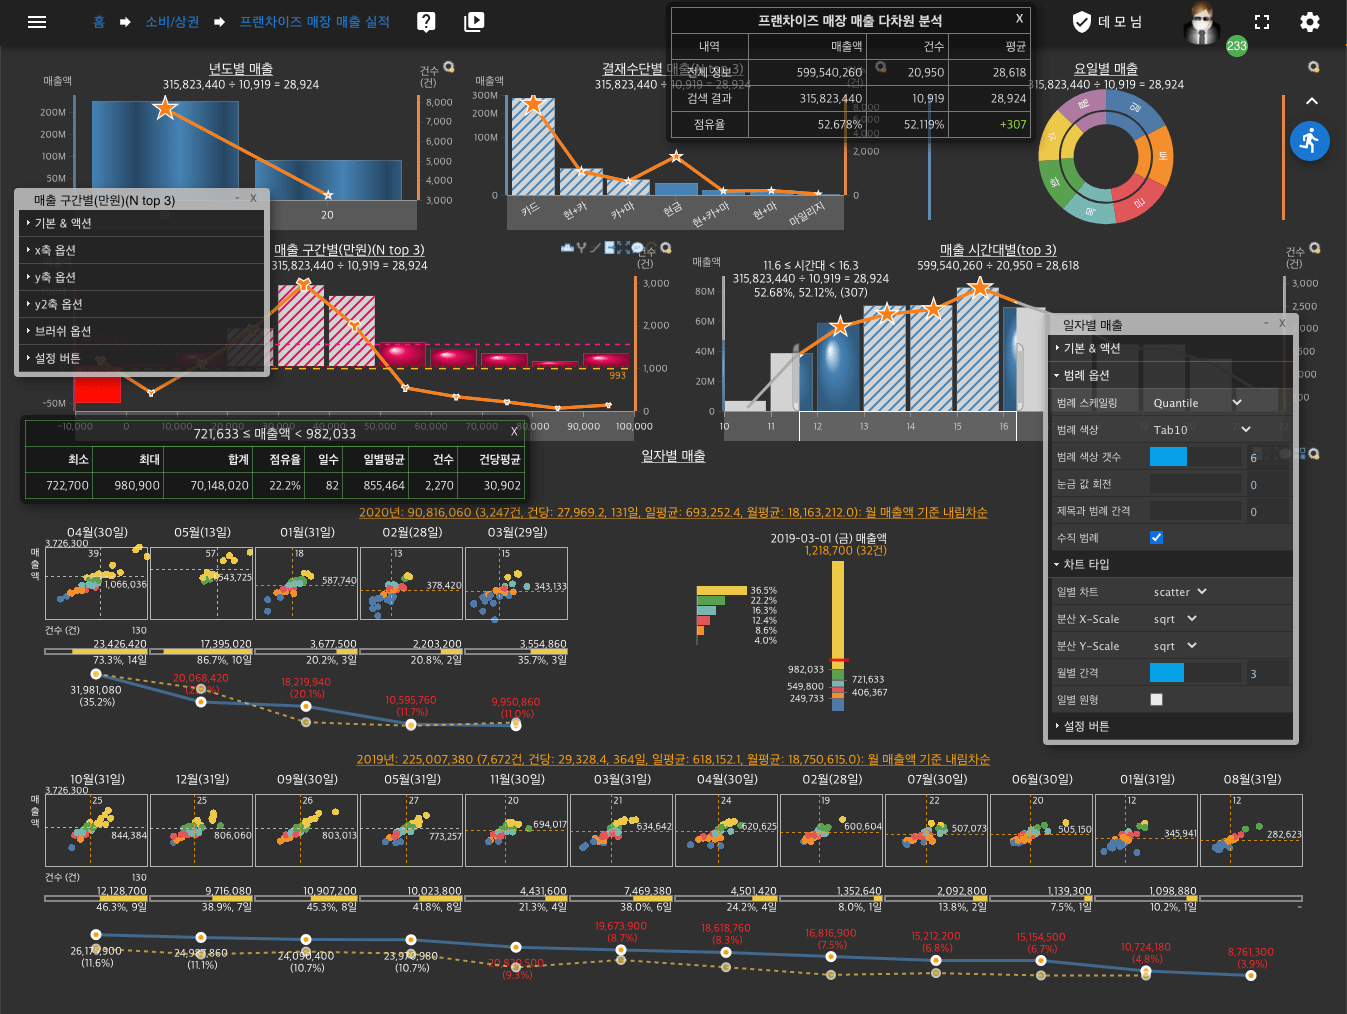 홈 소비/상권 프랜차이즈 매장 매출 실적
데 모 님
233
프랜차이즈 매장 매출 다차원 분석 X
내역 매출액 건수 평균
전체 정보 599,540,260 20,950 28,618
검색 결과 315,823,440 10,919 28,924
점유율 52.678% 52.119% +307
년도별 매출
315,823,440 ÷ 10,919 = 28,924
매출액
건수
(건)
200M
100M
100M
50M
8,000
7,000
6,000
5,000
4,000
3,000
20
결재수단별 매출(N top 3)
315,823,440 ÷ 10,919 = 28,924
매출액
300M
200M
100M
0
2,000
0
카드 현+카 카+마 현금 현+카+마 현+마 마일리지
요일별 매출
315,823,440 ÷ 10,919 = 28,924
금
토
일
목
화
수
월
매출 구간별(만원)(N top 3) - X
기본 & 액션
x축 옵션
y축 옵션
y2축 옵션
브러쉬 옵션
설정 버튼
매출 구간별(만원)(N top 3)
315,823,440 ÷ 10,919 = 28,924
건수
(건)
3,000
2,000
1,000
0
993
-50M
-10,000 0 10,000 20,000 30,000 40,000 50,000 60,000 70,000 80,000 90,000 100,000
매출 시간대별(top 3)
599,540,260 ÷ 20,950 = 28,618
11.6 ≤ 시간대 < 16.3
315,823,440 ÷ 10,919 = 28,924
52.68%, 52.12%, (307)
매출액
건수
(건)
80M
60M
40M
20M
0
3,000
2,500
10 11 12 13 14 15 16
721,633 ≤ 매출액 < 982,033 X
최소 최대 합계 점유율 일수 일별평균 건수 건당평균
722,700 980,900 70,148,020 22.2% 82 855,464 2,270 30,902
일자별 매출 - X
기본 & 액션
범례 옵션
범례 스케일링 Quantile
범례 색상 Tab10
범례 색상 갯수 6
눈금 값 회전 0
제목과 범례 간격 0
수직 범례
차트 타입
일별 차트 scatter
분산 X-Scale sqrt
분산 Y-Scale sqrt
월별 간격 3
일별 원형
설정 버튼
일자별 매출
2020년: 90,816,060 (3,247건, 건당: 27,969.2, 131일, 일평균: 693,252.4, 월평균: 18,163,212.0): 월 매출액 기준 내림차순
04월(30일) 05월(13일) 01월(31일) 02월(28일) 03월(29일)
3,726,300
매출액
39 57 18 13 15
1,066,036 543,725 587,740 378,420 343,133
건수 (건) 130
23,426,420 17,395,020 3,677,500 2,203,200 3,554,860
73.3%, 14일 86.7%, 10일 20.2%, 3일 20.8%, 2일 35.7%, 3일
31,981,080 20,068,420 18,219,940 10,595,760 9,950,860
(35.2%) (20.1%) (11.7%) (11.0%)
2019-03-01 (금) 매출액
1,218,700 (32건)
36.5%
22.2%
16.3%
12.4%
8.6%
4.0%
982,033
721,633
549,800
406,367
249,733
2019년: 225,007,380 (7,672건, 건당: 29,328.4, 364일, 일평균: 618,152.1, 월평균: 18,750,615.0): 월 매출액 기준 내림차순
10월(31일) 12월(31일) 09월(30일) 05월(31일) 11월(30일) 03월(31일) 04월(30일) 02월(28일) 07월(30일) 06월(30일) 01월(31일) 08월(31일)
3,726,300
매출액
25 25 26 27 20 21 24 19 22 20 12 12
844,384 806,060 803,013 773,257 694,017 634,642 620,625 600,604 507,073 505,150 345,941 282,623
건수 (건) 130
12,128,700 9,716,080 10,907,200 10,023,800 4,431,600 7,469,380 4,501,420 1,352,640 2,092,800 1,139,300 1,098,880
46.3%, 9일 38.9%, 7일 45.3%, 8일 41.8%, 8일 21.3%, 4일 38.0%, 6일 24.2%, 4일 8.0%, 1일 13.8%, 2일 7.5%, 1일 10.2%, 1일 -
26,175,900 24,987,860 24,090,400 23,970,980 20,820,500 19,673,900 18,618,760 16,816,900 15,212,200 15,154,500 10,724,180 8,761,300
(11.6%) (11.1%) (10.7%) (10.7%) (9.3%) (8.7%) (8.3%) (7.5%) (6.8%) (6.7%) (4.8%) (3.9%)